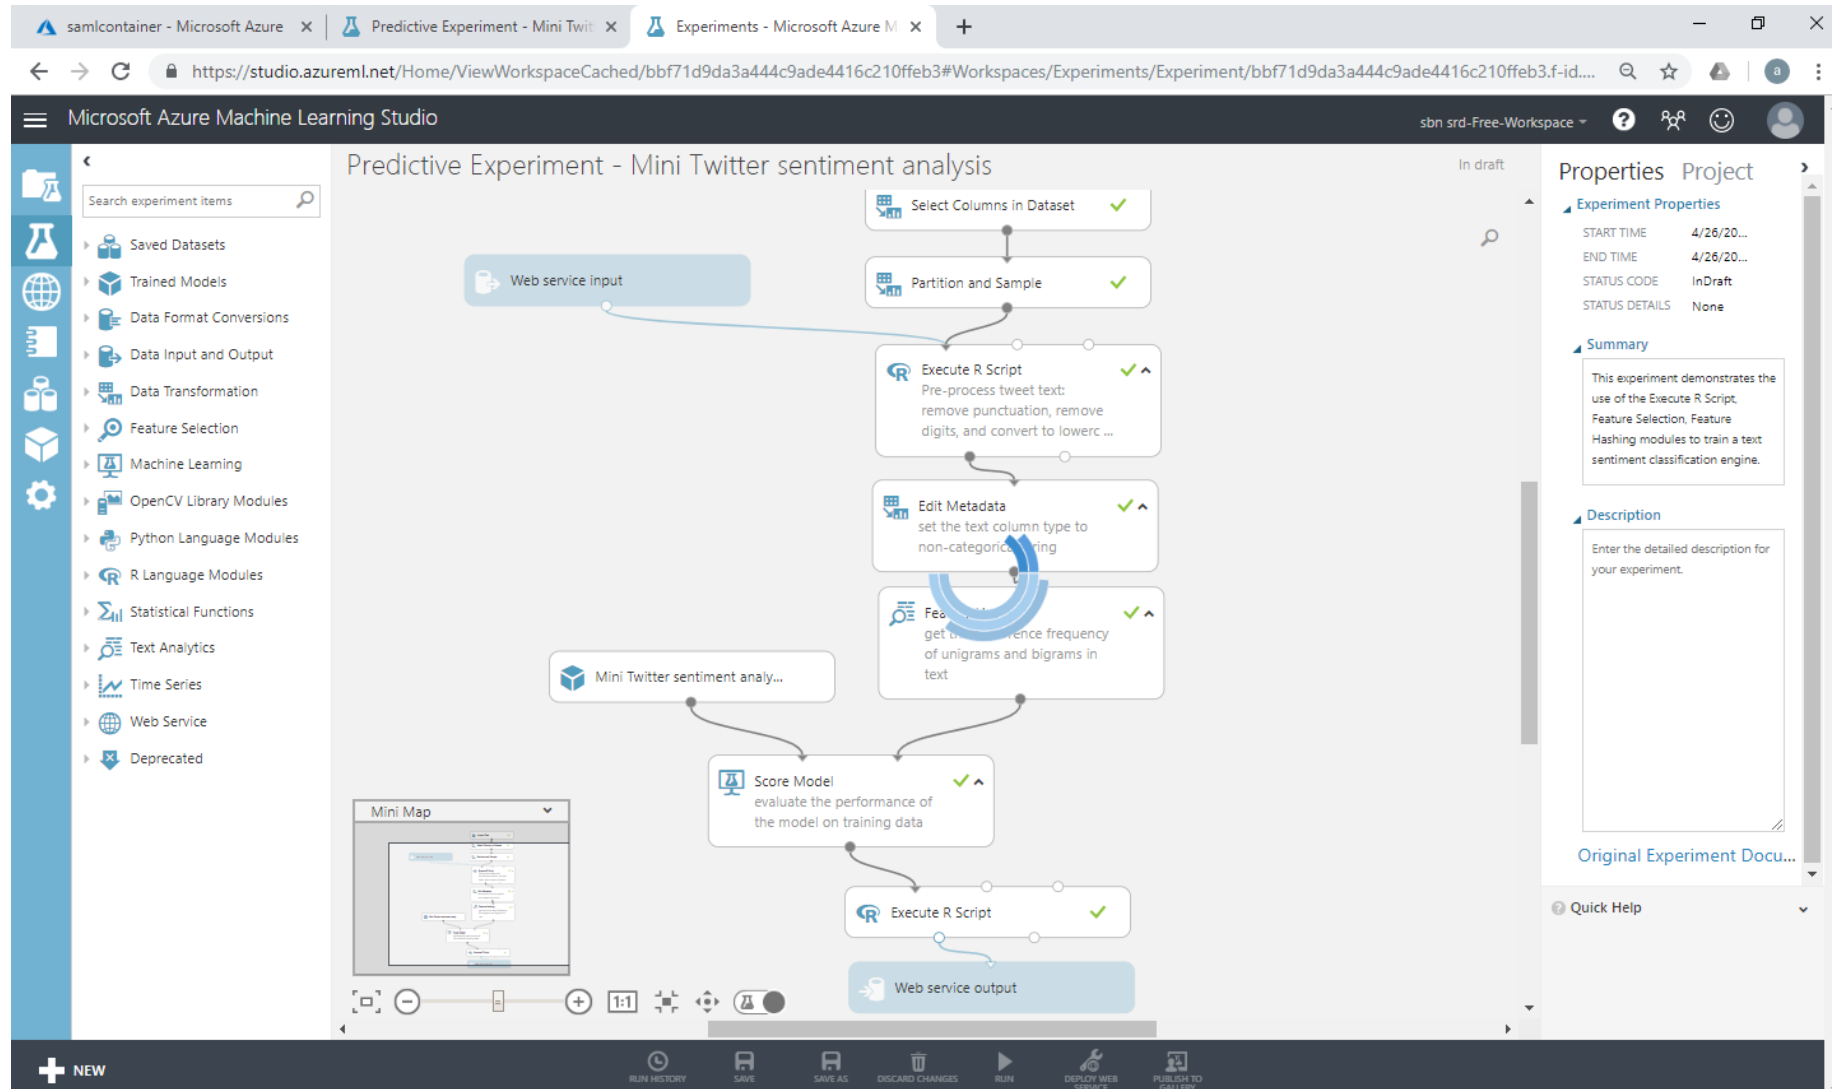 samlcontainer - Microsoft Azure
Predictive Experiment - Mini Twit
Experiments - Microsoft Azure M
https://studio.azureml.net/Home/ViewWorkspaceCached/bbf71d9da3a444c9ade4416c210ffeb3#Workspaces/Experiments/Experiment/bbf71d9da3a444c9ade4416c210ffeb3.f-id....
a
Microsoft Azure Machine Learning Studio
sbn srd-Free-Workspace
Search experiment items
Saved Datasets
Trained Models
Data Format Conversions
Data Input and Output
Data Transformation
Feature Selection
Machine Learning
OpenCV Library Modules
Python Language Modules
R Language Modules
Statistical Functions
Text Analytics
Time Series
Web Service
Deprecated
Predictive Experiment - Mini Twitter sentiment analysis
In draft
Select Columns in Dataset
Web service input
Partition and Sample
Execute R Script
Pre-process tweet text:
remove punctuation, remove
digits, and convert to lowerc ...
Edit Metadata
set the text column type to
get
frequency
of unigrams and bigrams in
text
Mini Twitter sentiment analy...
Score Model
evaluate the performance of
the model on training data
Execute R Script
Web service output
Mini Map
1:1
Properties Project
Experiment Properties
START TIME 4/26/20...
END TIME 4/26/20...
STATUS CODE InDraft
STATUS DETAILS None
Summary
This experiment demonstrates the
use of the Execute R Script,
Feature Selection, Feature
Hashing modules to train a text
sentiment classification engine.
Description
Enter the detailed description for
your experiment.
Original Experiment Docu...
Quick Help
NEW
RUN HISTORY
SAVE
SAVE AS
DISCARD CHANGES
RUN
DEPLOY WEB
SERVICE
PUBLISH TO
GALLERY